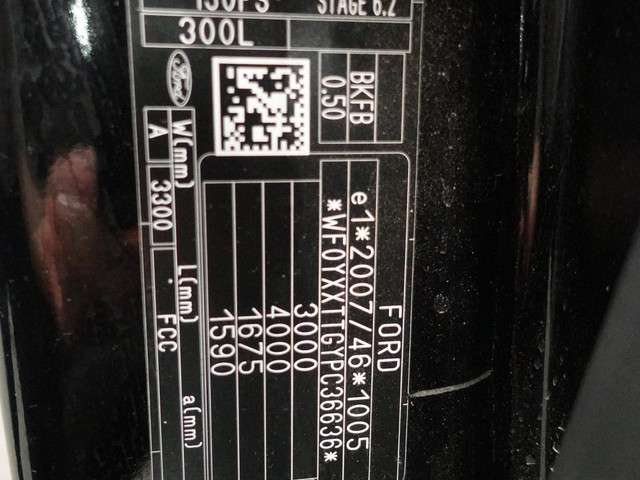 STAGE 6.2
300L
FORD
e1*2007/46*1005
*WF0YXXTTGYPC36636*
3000
4000
1675
1590
BKFB
0.50
Ford
W(mm) L(mm) a(mm)
A 3300 FCC